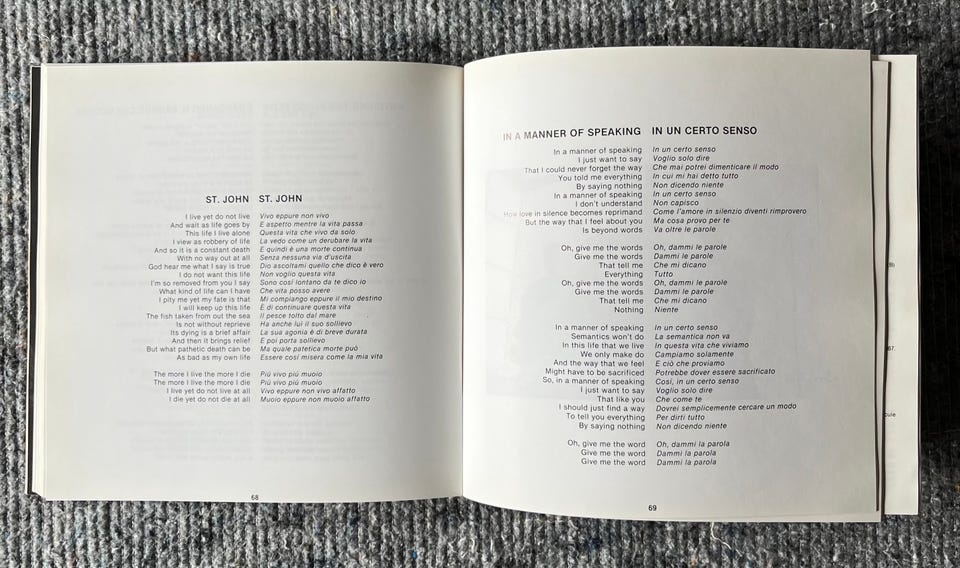 ST. JOHN ST. JOHN
I live yet do not live Vivo eppure non vivo
And wait as life goes by E aspetto mentre la vita passa
This life I live alone Questa vita che vivo da solo
I view as robbery of life La vedo come un derubare la vita
And so it is a constant death E quindi è una morte continua
With no way out at all Senza nessuna via d'uscita
God hear me what I say is true Dio ascoltami quello che dico è vero
I do not want this life Non voglio questa vita
I'm so removed from you I say Sono così lontano da te dico io
What kind of life can I have Che vita posso avere
I pity me yet my fate is that Mi compiango eppure il mio destino
I will keep up this life È di continuare questa vita
The fish taken from out the sea Il pesce tolto dal mare
Is not without reprieve Ha anche lui il suo sollievo
Its dying is a brief affair La sua agonia è di breve durata
And then it brings relief E poi porta sollievo
But what pathetic death can be Ma quale patetica morte può
As bad as my own life Essere così misera come la mia vita
The more I live the more I die Più vivo più muoio
The more I live the more I die Più vivo più muoio
I live yet do not live at all Vivo eppure non vivo affatto
I die yet do not die at all Muoio eppure non muoio affatto
68
IN A MANNER OF SPEAKING IN UN CERTO SENSO
In a manner of speaking In un certo senso
I just want to say Voglio solo dire
That I could never forget the way Che mai potrei dimenticare il modo
You told me everything In cui mi hai detto tutto
By saying nothing Non dicendo niente
In a manner of speaking In un certo senso
I don't understand Non capisco
How love in silence becomes reprimand Come l'amore in silenzio diventi rimprovero
But the way that I feel about you Ma cosa provo per te
Is beyond words Va oltre le parole
Oh, give me the words Oh, dammi le parole
Give me the words Dammi le parole
That tell me Che mi dicano
Everything Tutto
Oh, give me the words Oh, dammi le parole
Give me the words Dammi le parole
That tell me Che mi dicano
Nothing Niente
In a manner of speaking In un certo senso
Semantics won't do La semantica non va
In this life that we live In questa vita che viviamo
We only make do Campiamo solamente
And the way that we feel E ciò che proviamo
Might have to be sacrificed Potrebbe dover essere sacrificato
So, in a manner of speaking Così, in un certo senso
I just want to say Voglio solo dire
That like you Che come te
I should just find a way Dovrei semplicemente cercare un modo
To tell you everything Per dirti tutto
By saying nothing Non dicendo niente
Oh, give me the word Oh, dammi la parola
Give me the word Dammi la parola
Give me the word Dammi la parola
69
67.
cule